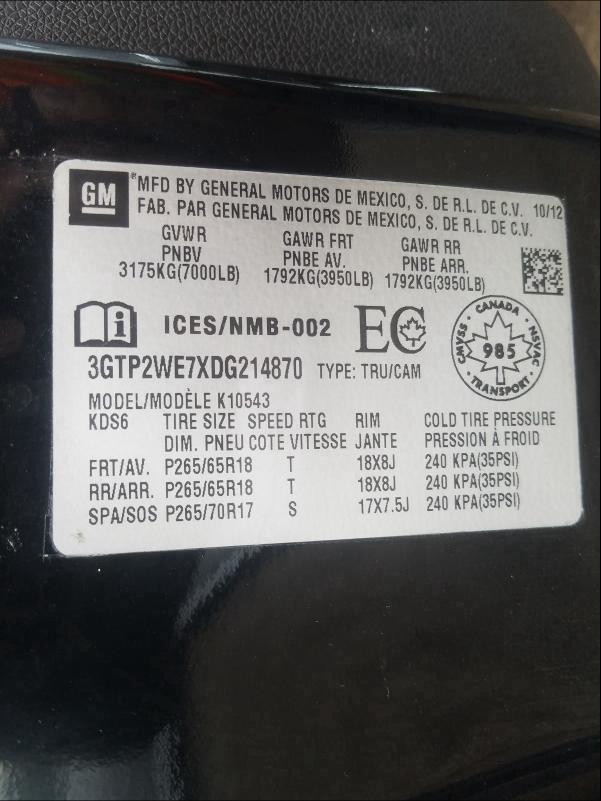 GM
®MFD BY GENERAL MOTORS DE MEXICO, S. DE R.L. DE C.V. 10/12
FAB. PAR GENERAL MOTORS DE MEXICO, S. DE R.L. DE C.V.
GVWR GAWR FRT GAWR RR
PNBV PNBE AV. PNBE ARR.
3175KG(7000LB) 1792KG(3950LB) 1792KG(3950LB)
i ICES/NMB-002 EC
CANADA
CMVSS 985 NSVAC
TRANSPORT
3GTP2WE7XDG214870 TYPE: TRU/CAM
MODEL/MODÈLE K10543
KDS6 TIRE SIZE SPEED RTG RIM COLD TIRE PRESSURE
DIM. PNEU COTE VITESSE JANTE PRESSION À FROID
FRT/AV. P265/65R18 T 18X8J 240 KPA(35PSI)
RR/ARR. P265/65R18 T 18X8J 240 KPA(35PSI)
SPA/SOS P265/70R17 S 17X7.5J 240 KPA(35PSI)